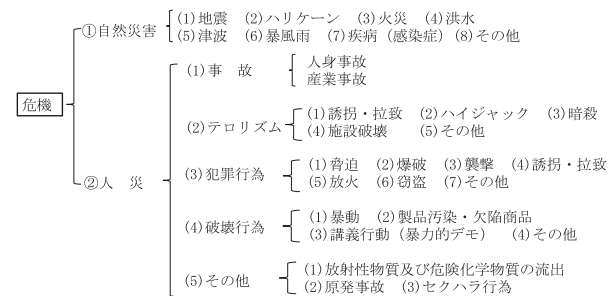 危機
①自然災害
(1)地震 (2)ハリケーン (3)火災 (4)洪水
(5)津波 (6)暴風雨 (7)疾病（感染症）(8)その他
②人 災
(1)事 故
人身事故
産業事故
(2)テロリズム
(1)誘拐・拉致 (2)ハイジャック (3)暗殺
(4)施設破壊 (5)その他
(3)犯罪行為
(1)脅迫 (2)爆破 (3)襲撃 (4)誘拐・拉致
(5)放火 (6)窃盗 (7)その他
(4)破壊行為
(1)暴動 (2)製品汚染・欠陥商品
(3)講義行動（暴力的デモ） (4)その他
(5)その他
(1)放射性物質及び危険化学物質の流出
(2)原発事故 (3)セクハラ行為